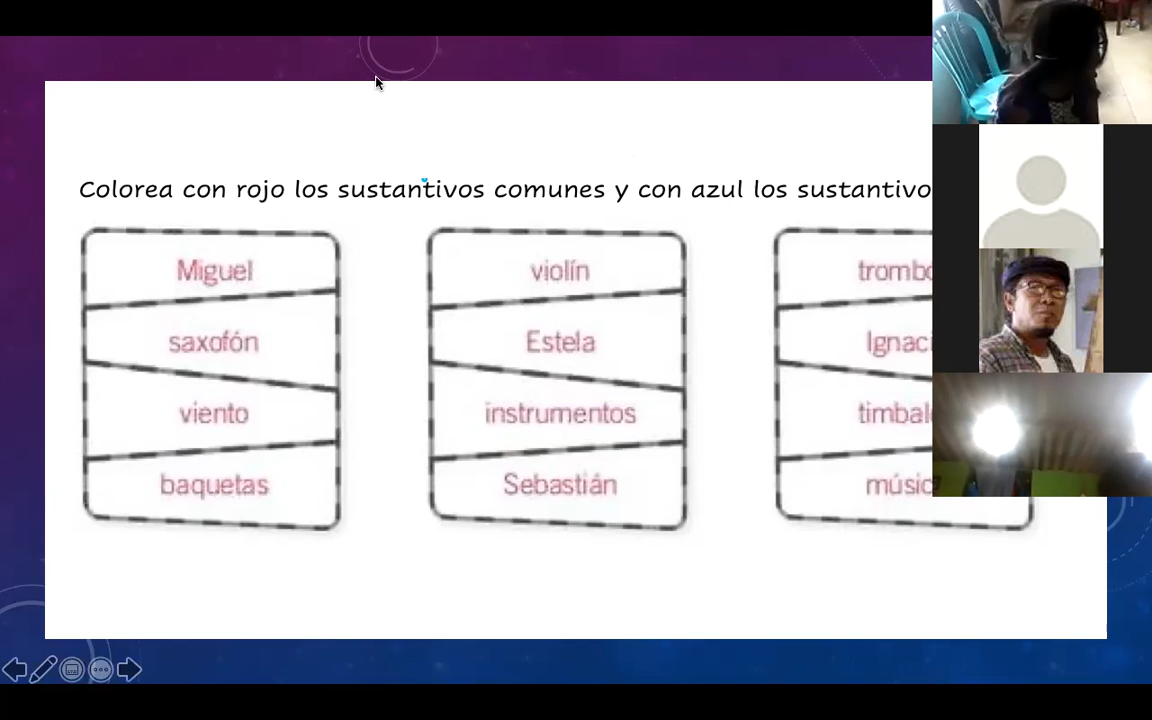 Colorea con rojo los sustantivos comunes y con azul los sustantivo
Miguel
saxofón
viento
baquetas
violín
Estela
instrumentos
Sebastián
trombo
Ignaci
timbal
músic